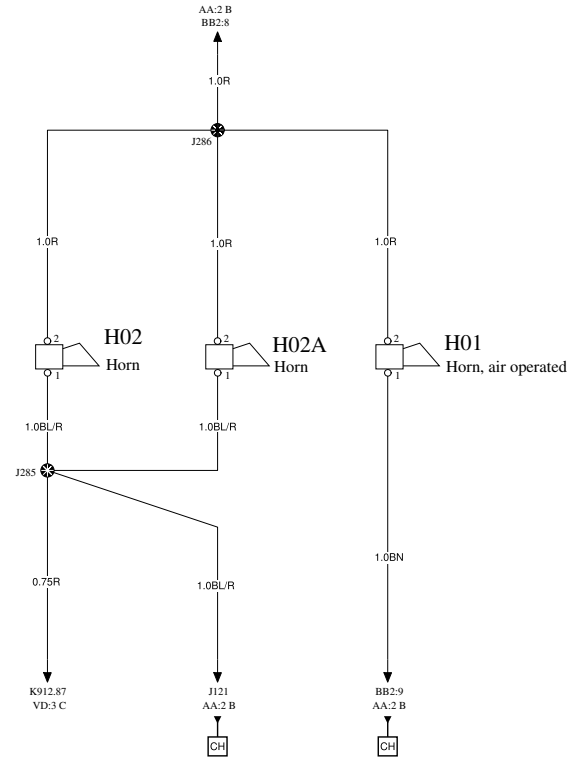 AA:2 B
BB2:8
1.0R
J286
1.0R
1.0R
1.0R
2
H02
Horn
1
2
H02A
Horn
1
2
H01
Horn, air operated
1
1.0BL/R
1.0BL/R
J285
1.0BN
0.75R
1.0BL/R
K912.87
VD:3 C
J121
AA:2 B
BB2:9
AA:2 B
CH
CH